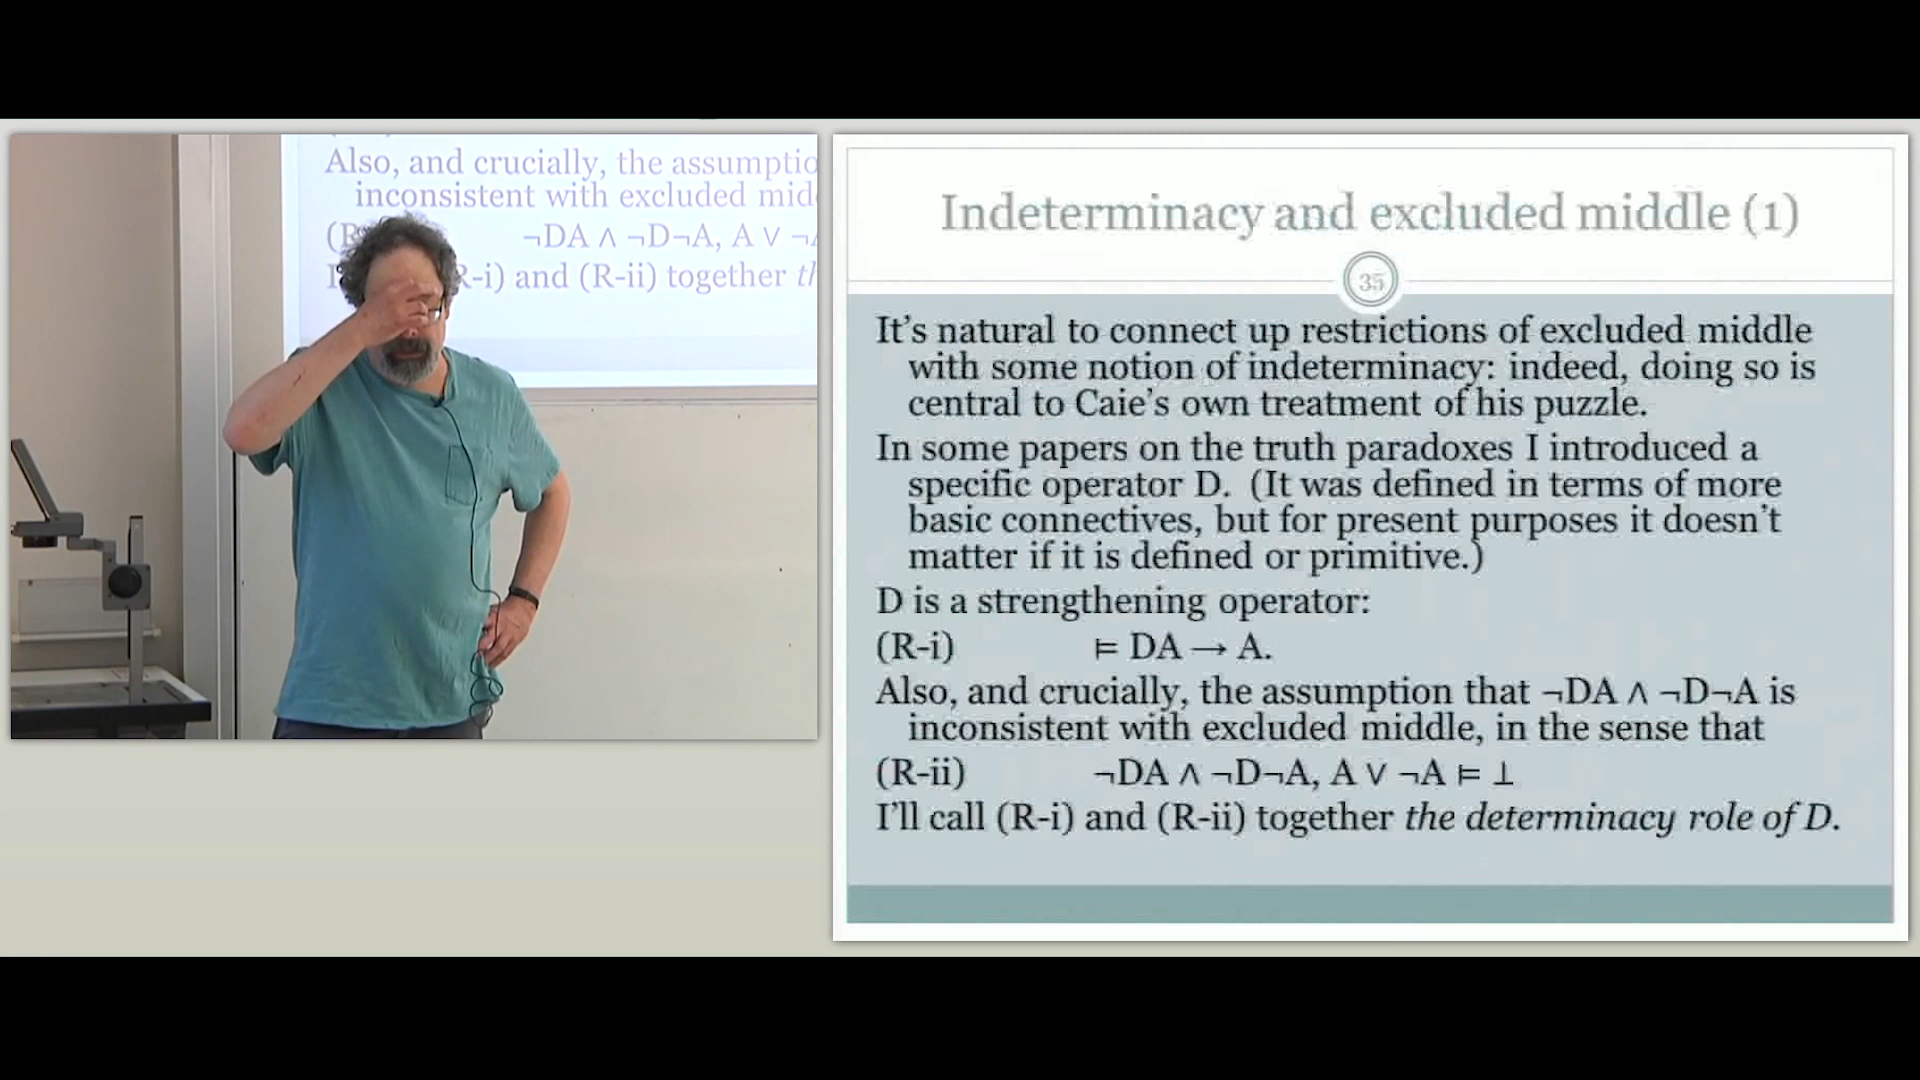 Also, and crucially, the assumptio
inconsistent with excluded mid
¬DA ∧ ¬D¬A, A ∨ ¬
R-i) and (R-ii) together th
Indeterminacy and excluded middle (1)
35
It’s natural to connect up restrictions of excluded middle
with some notion of indeterminacy: indeed, doing so is
central to Caie’s own treatment of his puzzle.
In some papers on the truth paradoxes I introduced a
specific operator D. (It was defined in terms of more
basic connectives, but for present purposes it doesn’t
matter if it is defined or primitive.)
D is a strengthening operator:
(R-i) ⊨ DA → A.
Also, and crucially, the assumption that ¬DA ∧ ¬D¬A is
inconsistent with excluded middle, in the sense that
(R-ii) ¬DA ∧ ¬D¬A, A ∨ ¬A ⊨ ⊥
I’ll call (R-i) and (R-ii) together the determinacy role of D.